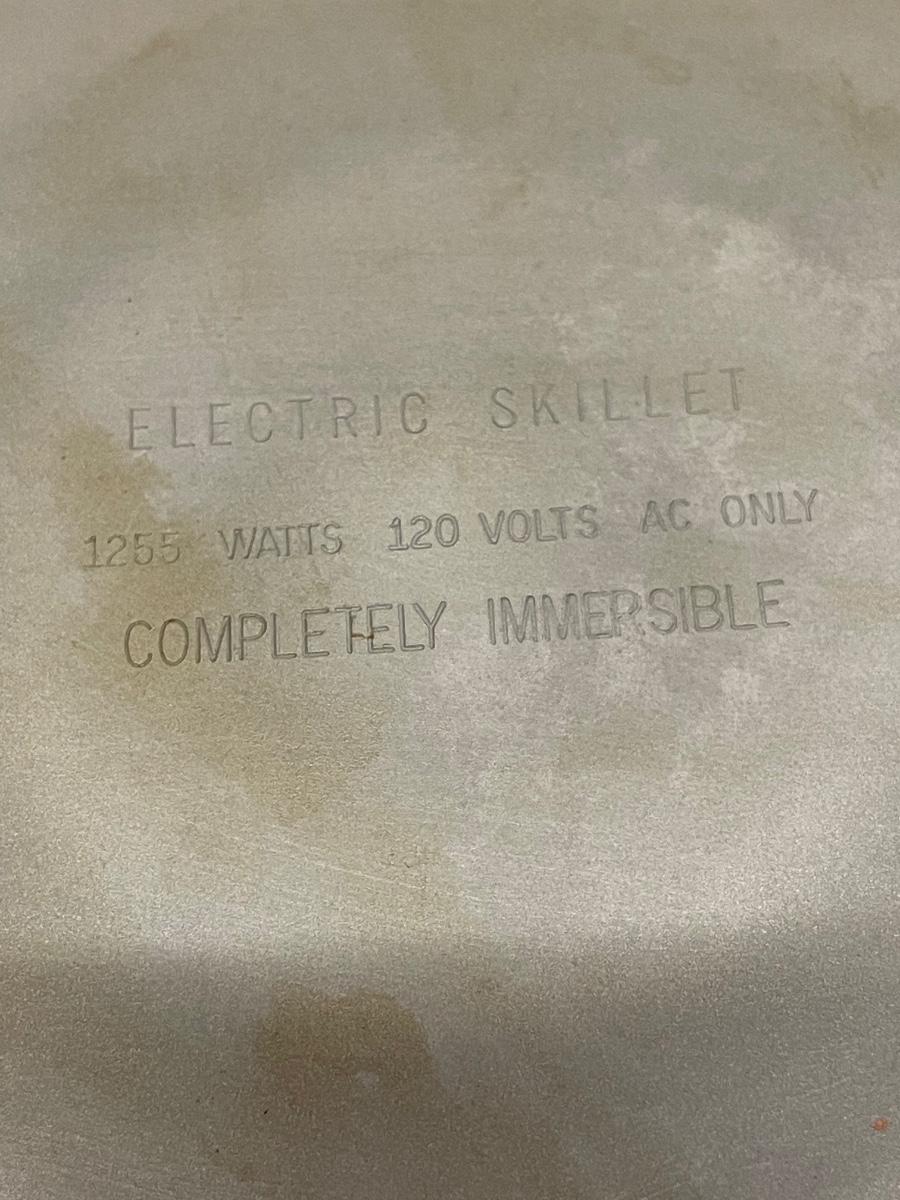 ELECTRIC SKILLET
1255 WATTS 120 VOLTS AC ONLY
COMPLETELY IMMERSIBLE